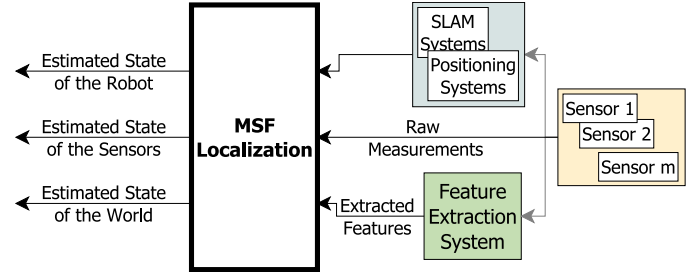 Estimated State
of the Robot
Estimated State
of the Sensors
Estimated State
of the World
MSF
Localization
SLAM
Systems
Positioning
Systems
Raw
Measurements
Extracted
Features
Feature
Extraction
System
Sensor 1
Sensor 2
Sensor m